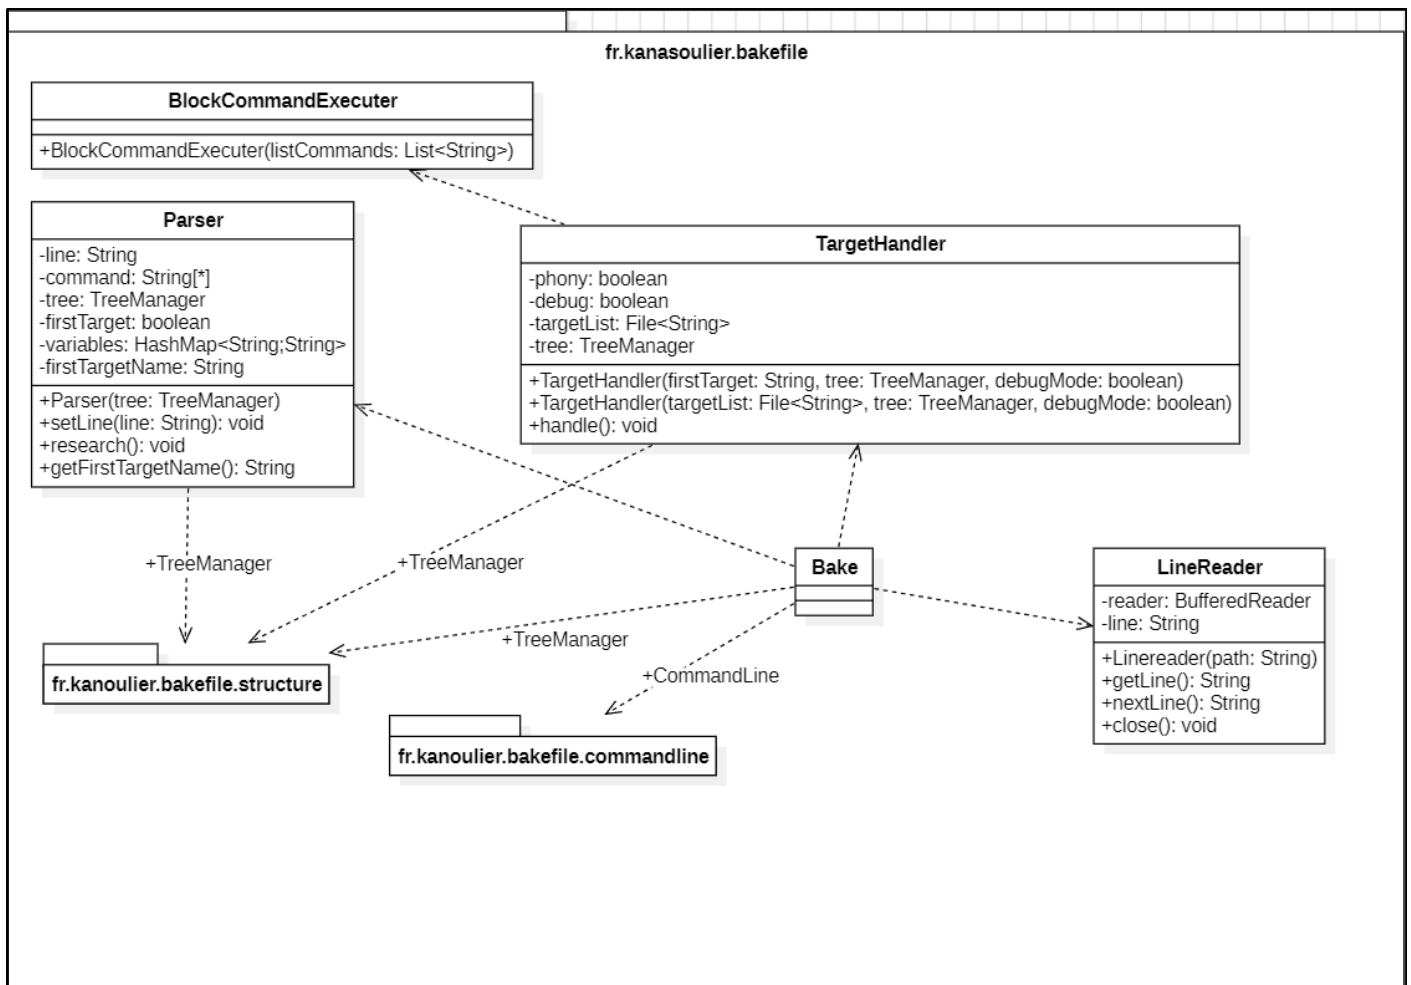 fr.kanasoulier.bakefile
BlockCommandExecuter
+BlockCommandExecuter(listCommands: List<String>)
Parser
-line: String
-command: String[*]
-tree: TreeManager
-firstTarget: boolean
-variables: HashMap<String;String>
-firstTargetName: String
+Parser(tree: TreeManager)
+setLine(line: String): void
+research(): void
+getFirstTargetName(): String
TargetHandler
-phony: boolean
-debug: boolean
-targetList: File<String>
-tree: TreeManager
+TargetHandler(firstTarget: String, tree: TreeManager, debugMode: boolean)
+TargetHandler(targetList: File<String>, tree: TreeManager, debugMode: boolean)
+handle(): void
+TreeManager
+TreeManager
Bake
LineReader
-reader: BufferedReader
-line: String
+Linereader(path: String)
+getLine(): String
+nextLine(): String
+close(): void
+TreeManager
+CommandLine
fr.kanoulier.bakefile.structure
fr.kanoulier.bakefile.commandline